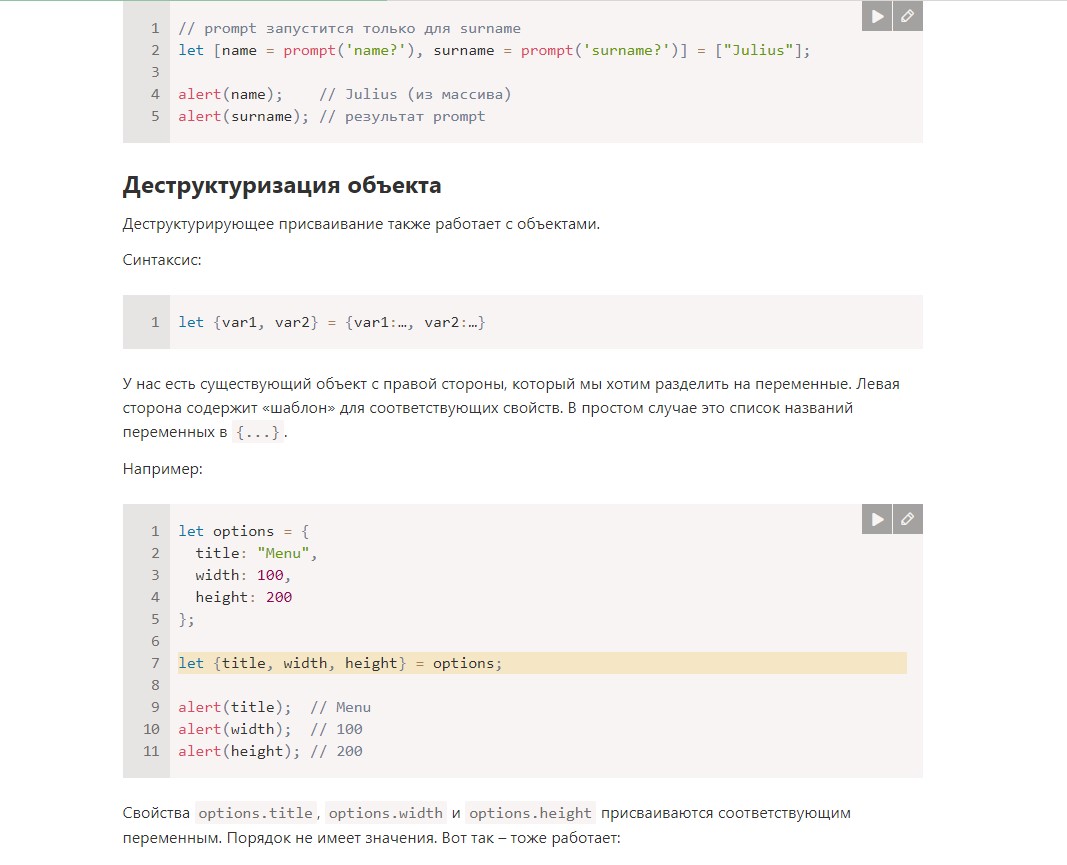 1 // prompt запустится только для surname
2 let [name = prompt('name?'), surname = prompt('surname?')] = ["Julius"];
3
4 alert(name);    // Julius (из массива)
5 alert(surname); // результат prompt
Деструктуризация объекта
Деструктурирующее присваивание также работает с объектами.
Синтаксис:
1 let {var1, var2} = {var1:…, var2:…}
У нас есть существующий объект с правой стороны, который мы хотим разделить на переменные. Левая
сторона содержит «шаблон» для соответствующих свойств. В простом случае это список названий
переменных в {...}.
Например:
1 let options = {
2   title: "Menu",
3   width: 100,
4   height: 200
5 };
6
7 let {title, width, height} = options;
8
9 alert(title);  // Menu
10 alert(width);  // 100
11 alert(height); // 200
Свойства options.title, options.width и options.height присваиваются соответствующим
переменным. Порядок не имеет значения. Вот так – тоже работает: